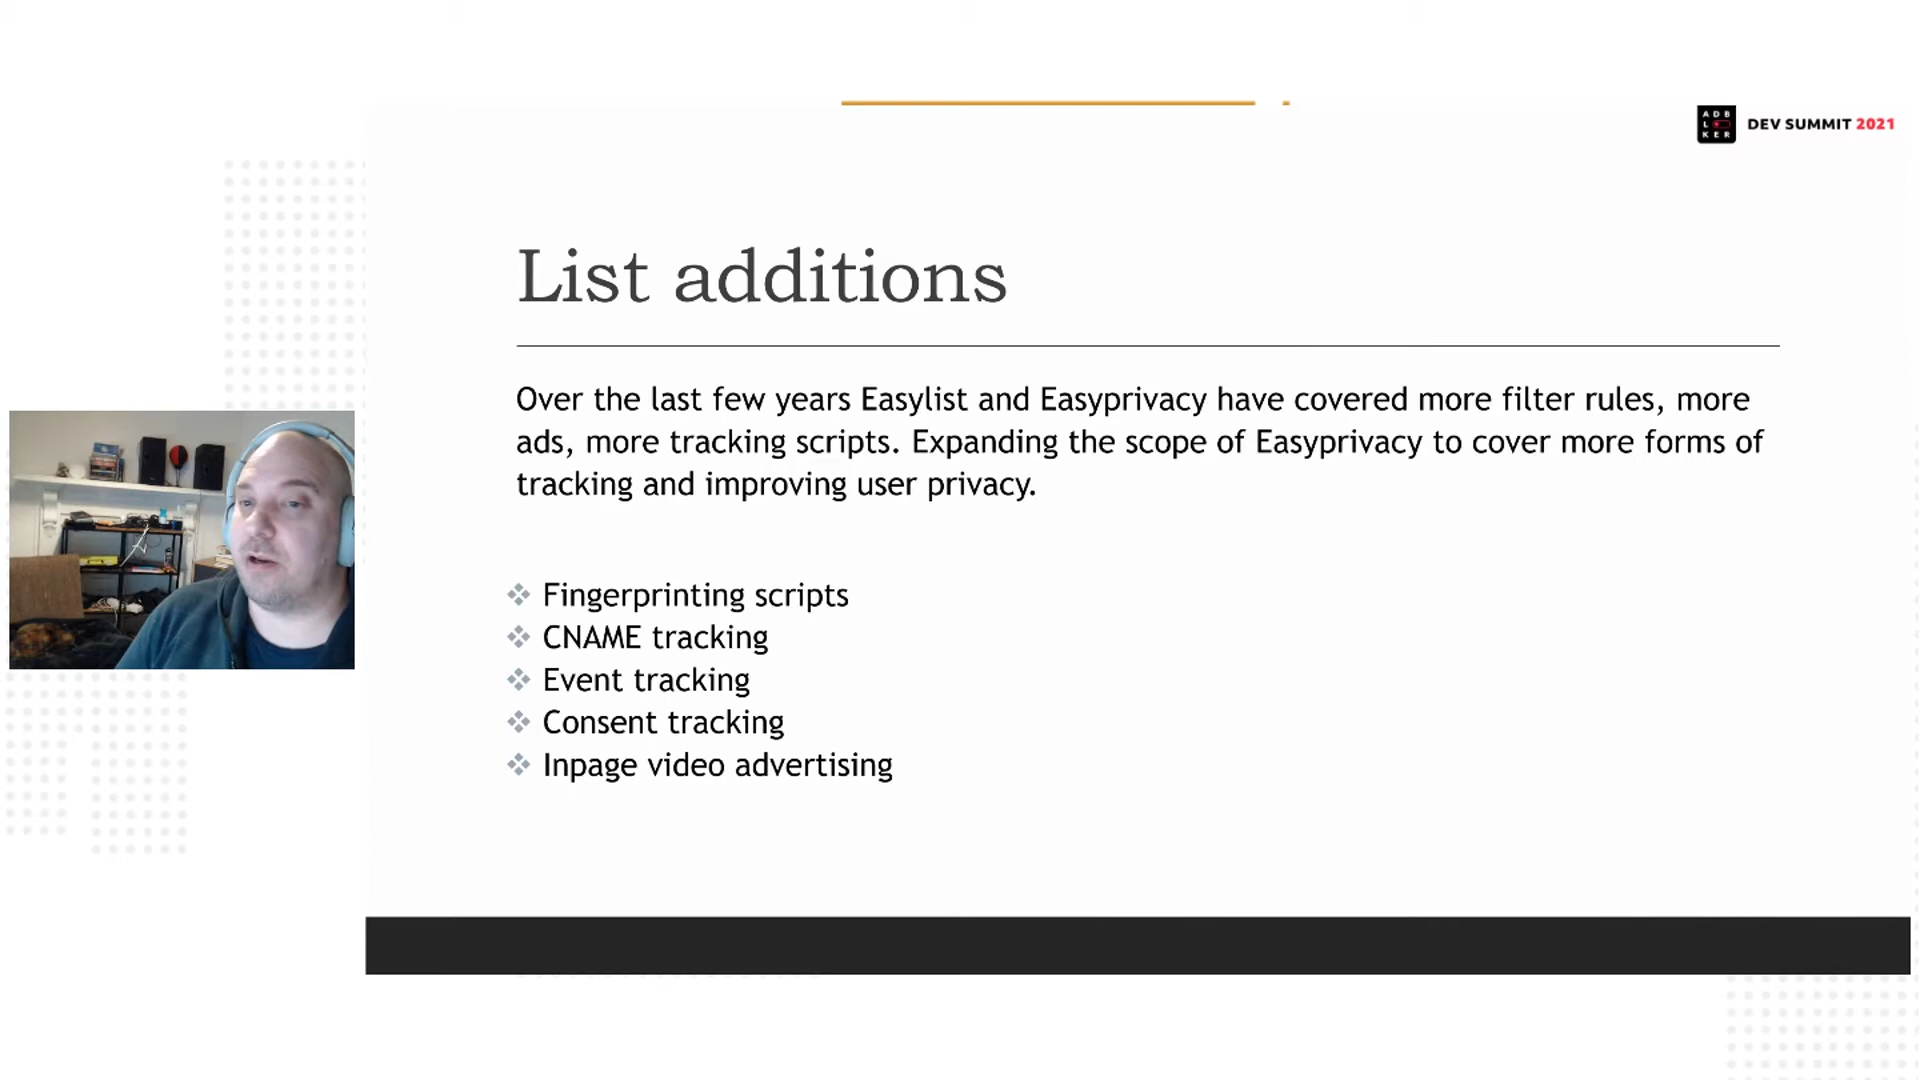 ADB
L
KER
DEV SUMMIT 2021
List additions
Over the last few years Easylist and Easyprivacy have covered more filter rules, more
ads, more tracking scripts. Expanding the scope of Easyprivacy to cover more forms of
tracking and improving user privacy.
Fingerprinting scripts
CNAME tracking
Event tracking
Consent tracking
Inpage video advertising